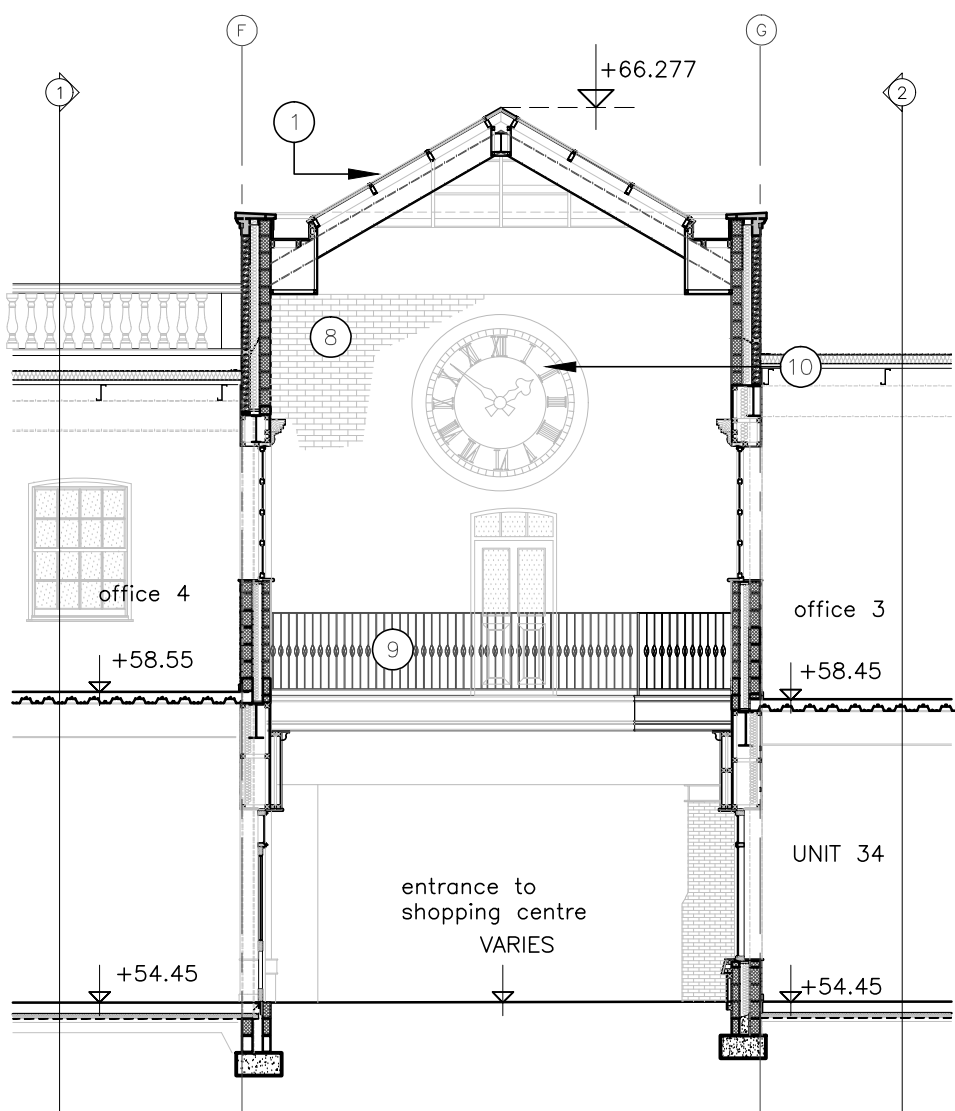 F
G
1
2
+66.277
1
8
10
office 4
office 3
9
+58.55
+58.45
UNIT 34
entrance to
shopping centre
VARIES
+54.45
+54.45